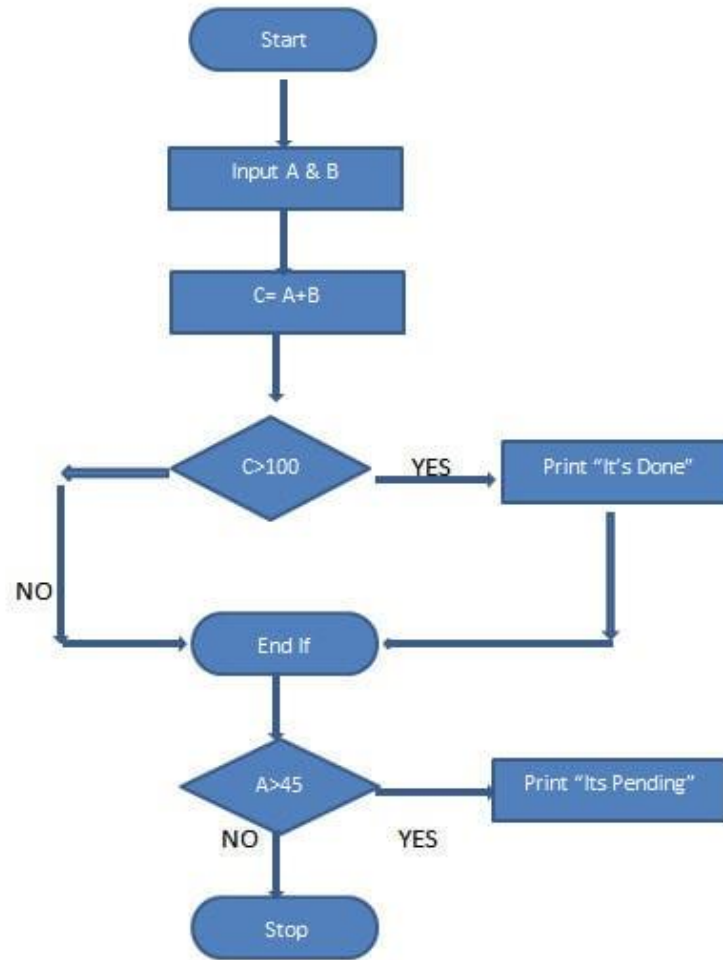 Start
Input A & B
C= A+B
C>100
YES
Print “It’s Done”
NO
End If
A>45
Print “Its Pending”
NO
YES
Stop